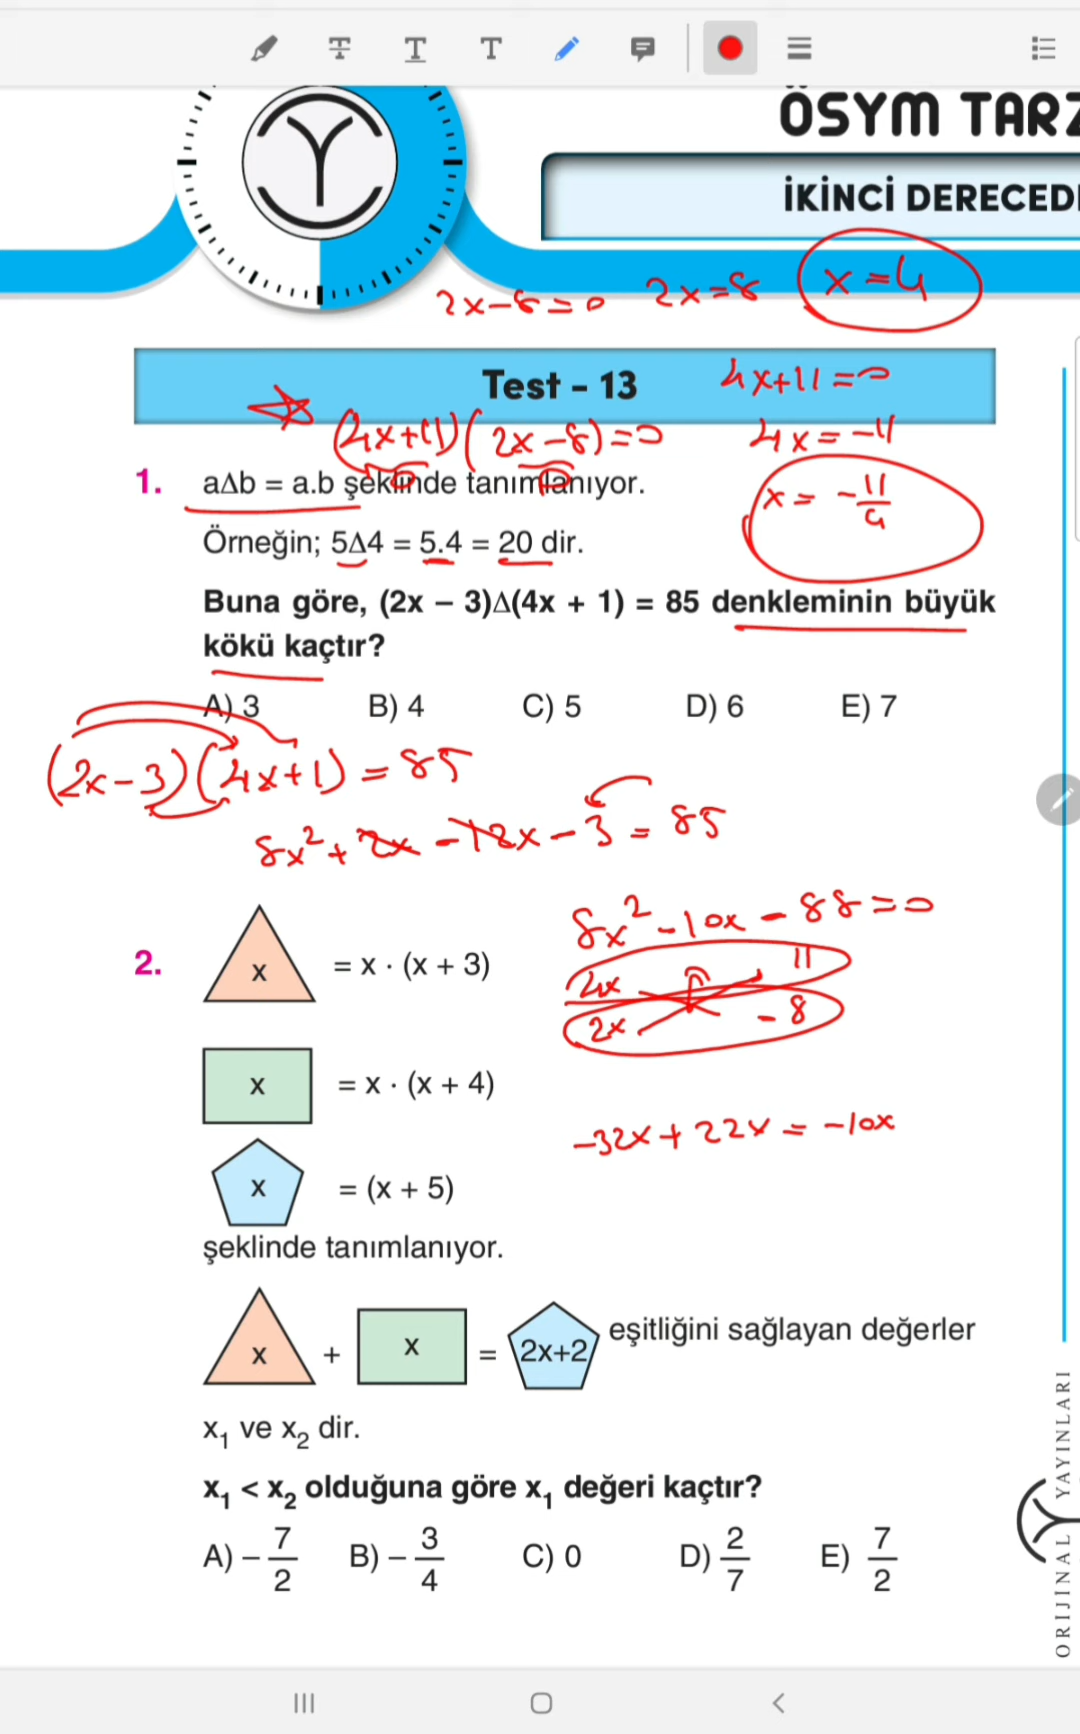 ÖSYM TARZ
İKİNCİ DERECEDE
2x-8=0 2x=8 x=4
Test - 13
4x+11=0
(4x+11)(2x-8)=0
4x=-11
x = -11/4
1. a∆b = a.b şeklinde tanımlanıyor.
Örneğin; 5∆4 = 5.4 = 20 dir.
Buna göre, (2x – 3)∆(4x + 1) = 85 denkleminin büyük
kökü kaçtır?
A) 3 B) 4 C) 5 D) 6 E) 7
(2x-3)(4x+1)=85
8x²+2x-12x-3=85
8x²-10x-88=0
4x 11
2x -8
-32x+22x=-10x
2. x = x · (x + 3)
x = x · (x + 4)
x = (x + 5)
şeklinde tanımlanıyor.
x + x = 2x+2 eşitliğini sağlayan değerler
x₁ ve x₂ dir.
x₁ < x₂ olduğuna göre x₁ değeri kaçtır?
A) –7/2 B) –3/4 C) 0 D) 2/7 E) 7/2
ORIJINAL YAYINLARI